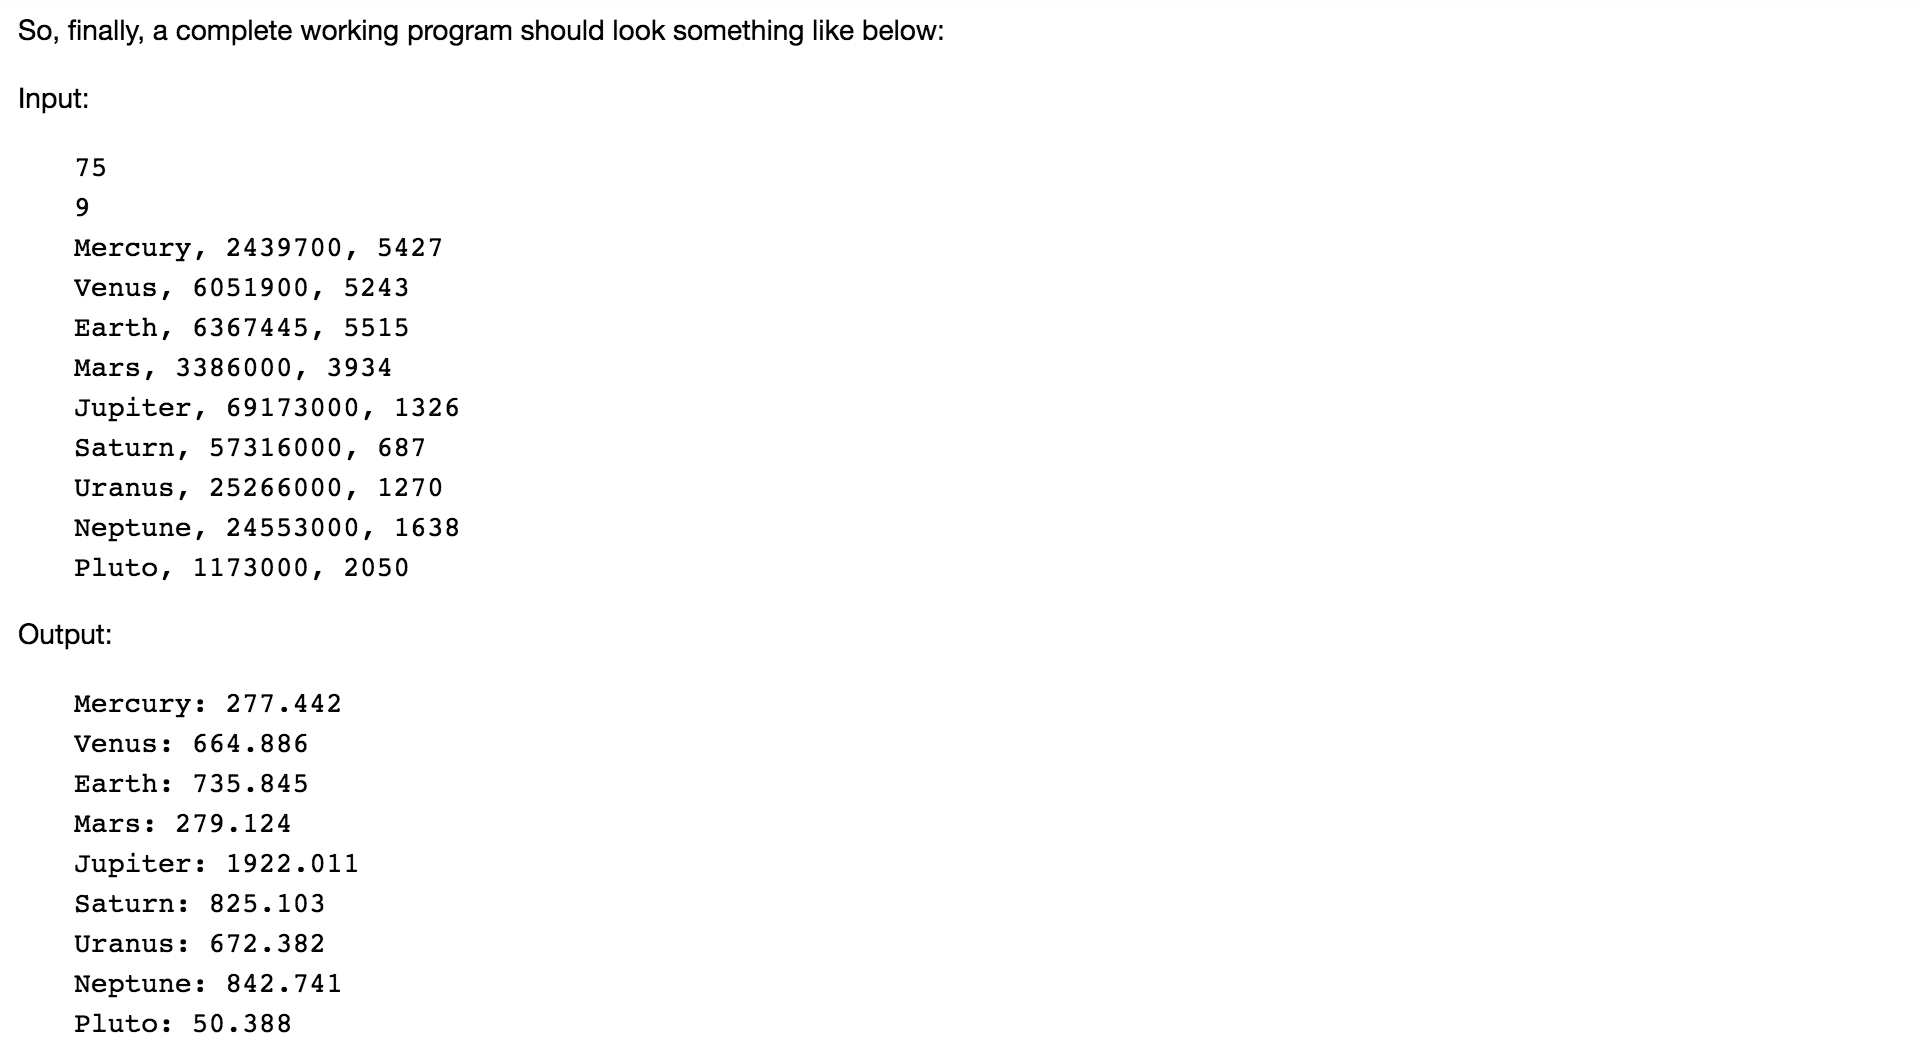 So, finally, a complete working program should look something like below:
Input:
75
9
Mercury, 2439700, 5427
Venus, 6051900, 5243
Earth, 6367445, 5515
Mars, 3386000, 3934
Jupiter, 69173000, 1326
Saturn, 57316000, 687
Uranus, 25266000, 1270
Neptune, 24553000, 1638
Pluto, 1173000, 2050
Output:
Mercury: 277.442
Venus: 664.886
Earth: 735.845
Mars: 279.124
Jupiter: 1922.011
Saturn: 825.103
Uranus: 672.382
Neptune: 842.741
Pluto: 50.388